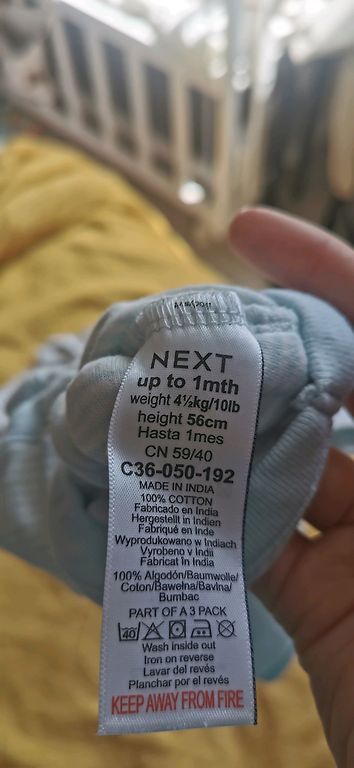 NEXT
up to 1mth
weight 4½kg/10lb
height 56cm
Hasta 1mes
CN 59/40
C36-050-192
MADE IN INDIA
100% COTTON
Fabricado en India
Hergestellt in Indien
Fabriqué en Inde
Wyprodukowano w Indiach
Vyrobeno v Indii
Fabricat în India
100% Algodón/Baumwolle/
Coton/Bawełna/Bavlna/
Bumbac
PART OF A 3 PACK
40
Wash inside out
Iron on reverse
Lavar del revés
Planchar por el revés
KEEP AWAY FROM FIRE